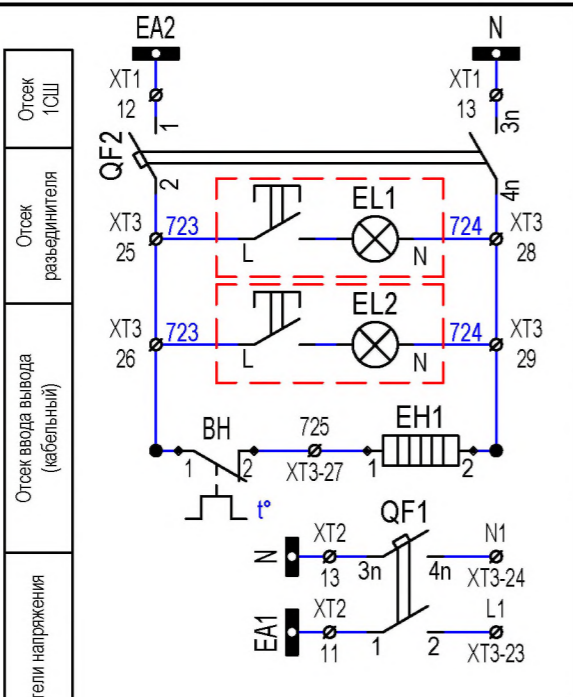 EA2 N
Отсек
1СШ
XT1 XT1
12 13
1 3n
QF2
2 4n
Отсек
разьединителя
EL1
XT3 723 724 XT3
25 L N 28
EL2
XT3 723 724 XT3
26 L N 29
Отсек ввода вывода
(кабельный)
BH 725 EH1
1 2 XT3-27 1 2
t°
QF1
XT2 N1
N 13 3n 4n XT3-24
XT2 L1
EA1 11 1 2 XT3-23
напряжения